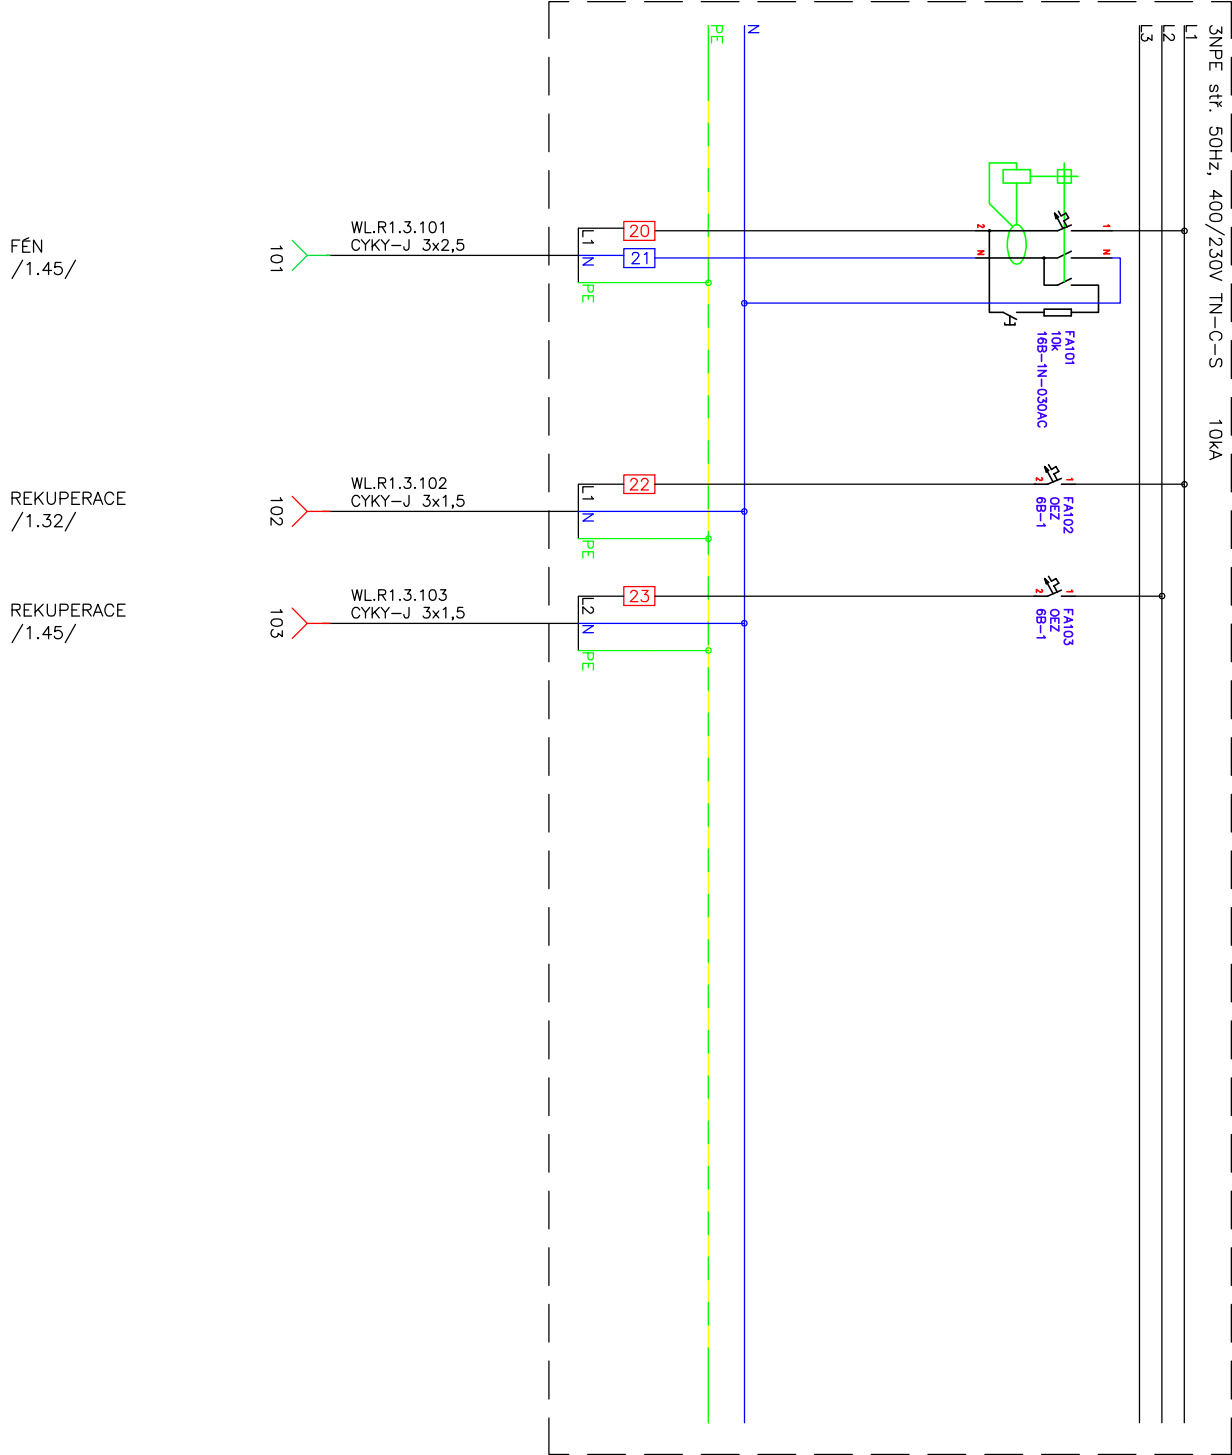 3NPE stř. 50Hz, 400/230V TN-C-S 10kA
L1
L2
L3
N
PE
FÉN
/1.45/
101
WL.R1.3.101
CYKY-J 3x2,5
L1
N
PE
20
21
2
N
1
N
FA101
10k
16B-1N-030AC
REKUPERACE
/1.32/
102
WL.R1.3.102
CYKY-J 3x1,5
L1
N
PE
22
2
1
FA102
OEZ
6B-1
REKUPERACE
/1.45/
103
WL.R1.3.103
CYKY-J 3x1,5
L2
N
PE
23
2
1
FA103
OEZ
6B-1